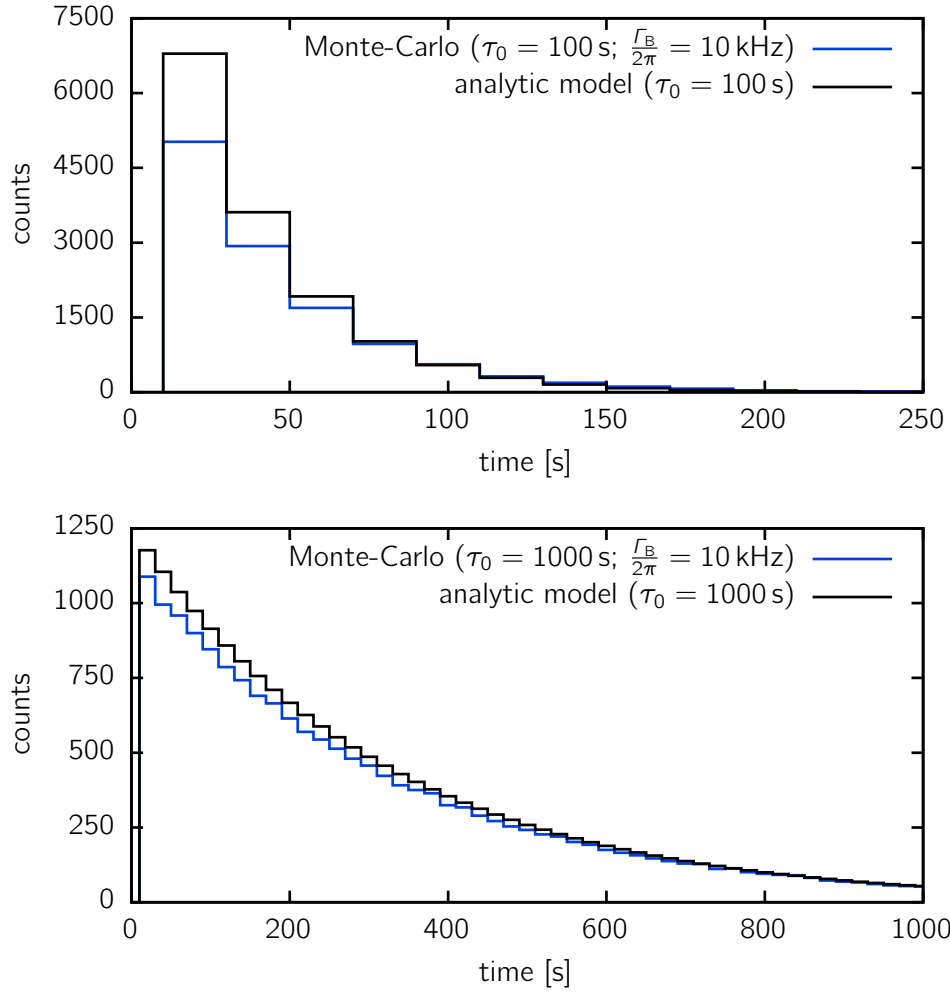 7500
6000
4500
3000
1500
0
counts
Monte-Carlo (τ₀ = 100 s; Γ_B/2π = 10 kHz)
analytic model (τ₀ = 100 s)
0 50 100 150 200 250
time [s]
1250
1000
750
500
250
0
counts
Monte-Carlo (τ₀ = 1000 s; Γ_B/2π = 10 kHz)
analytic model (τ₀ = 1000 s)
0 200 400 600 800 1000
time [s]